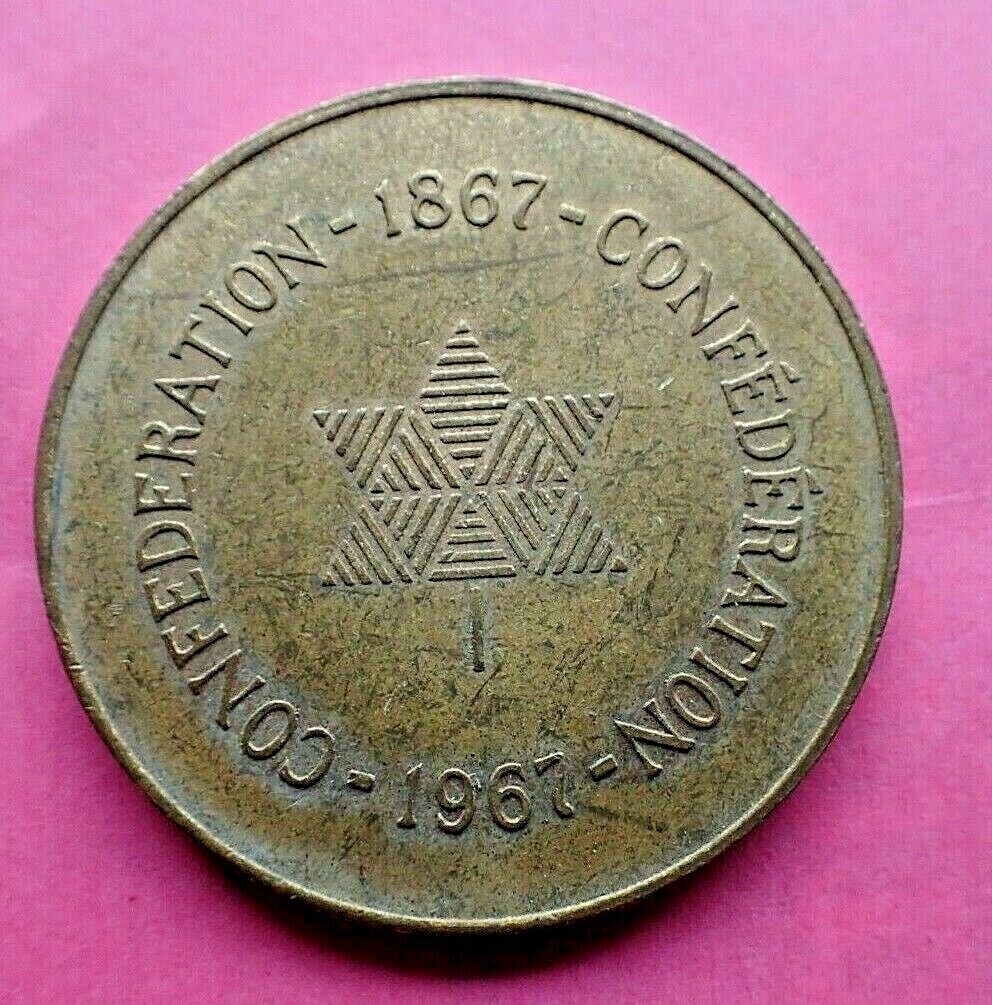 CONFEDERATION - 1867 - CONFÉDÉRATION - 1967 -